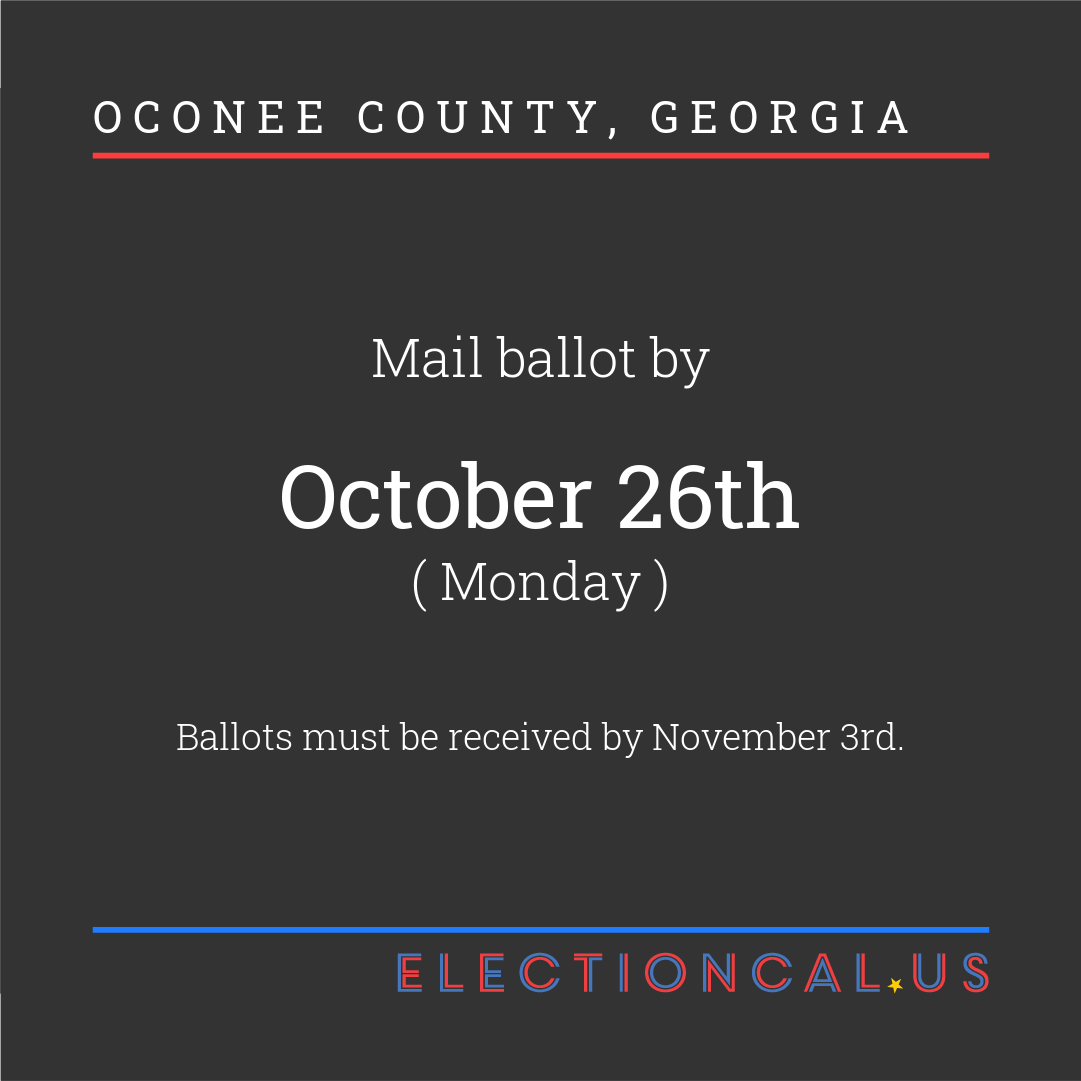 OCONEE COUNTY, GEORGIA
Mail ballot by
October 26th
( Monday )
Ballots must be received by November 3rd.
ELECTIONCAL.US